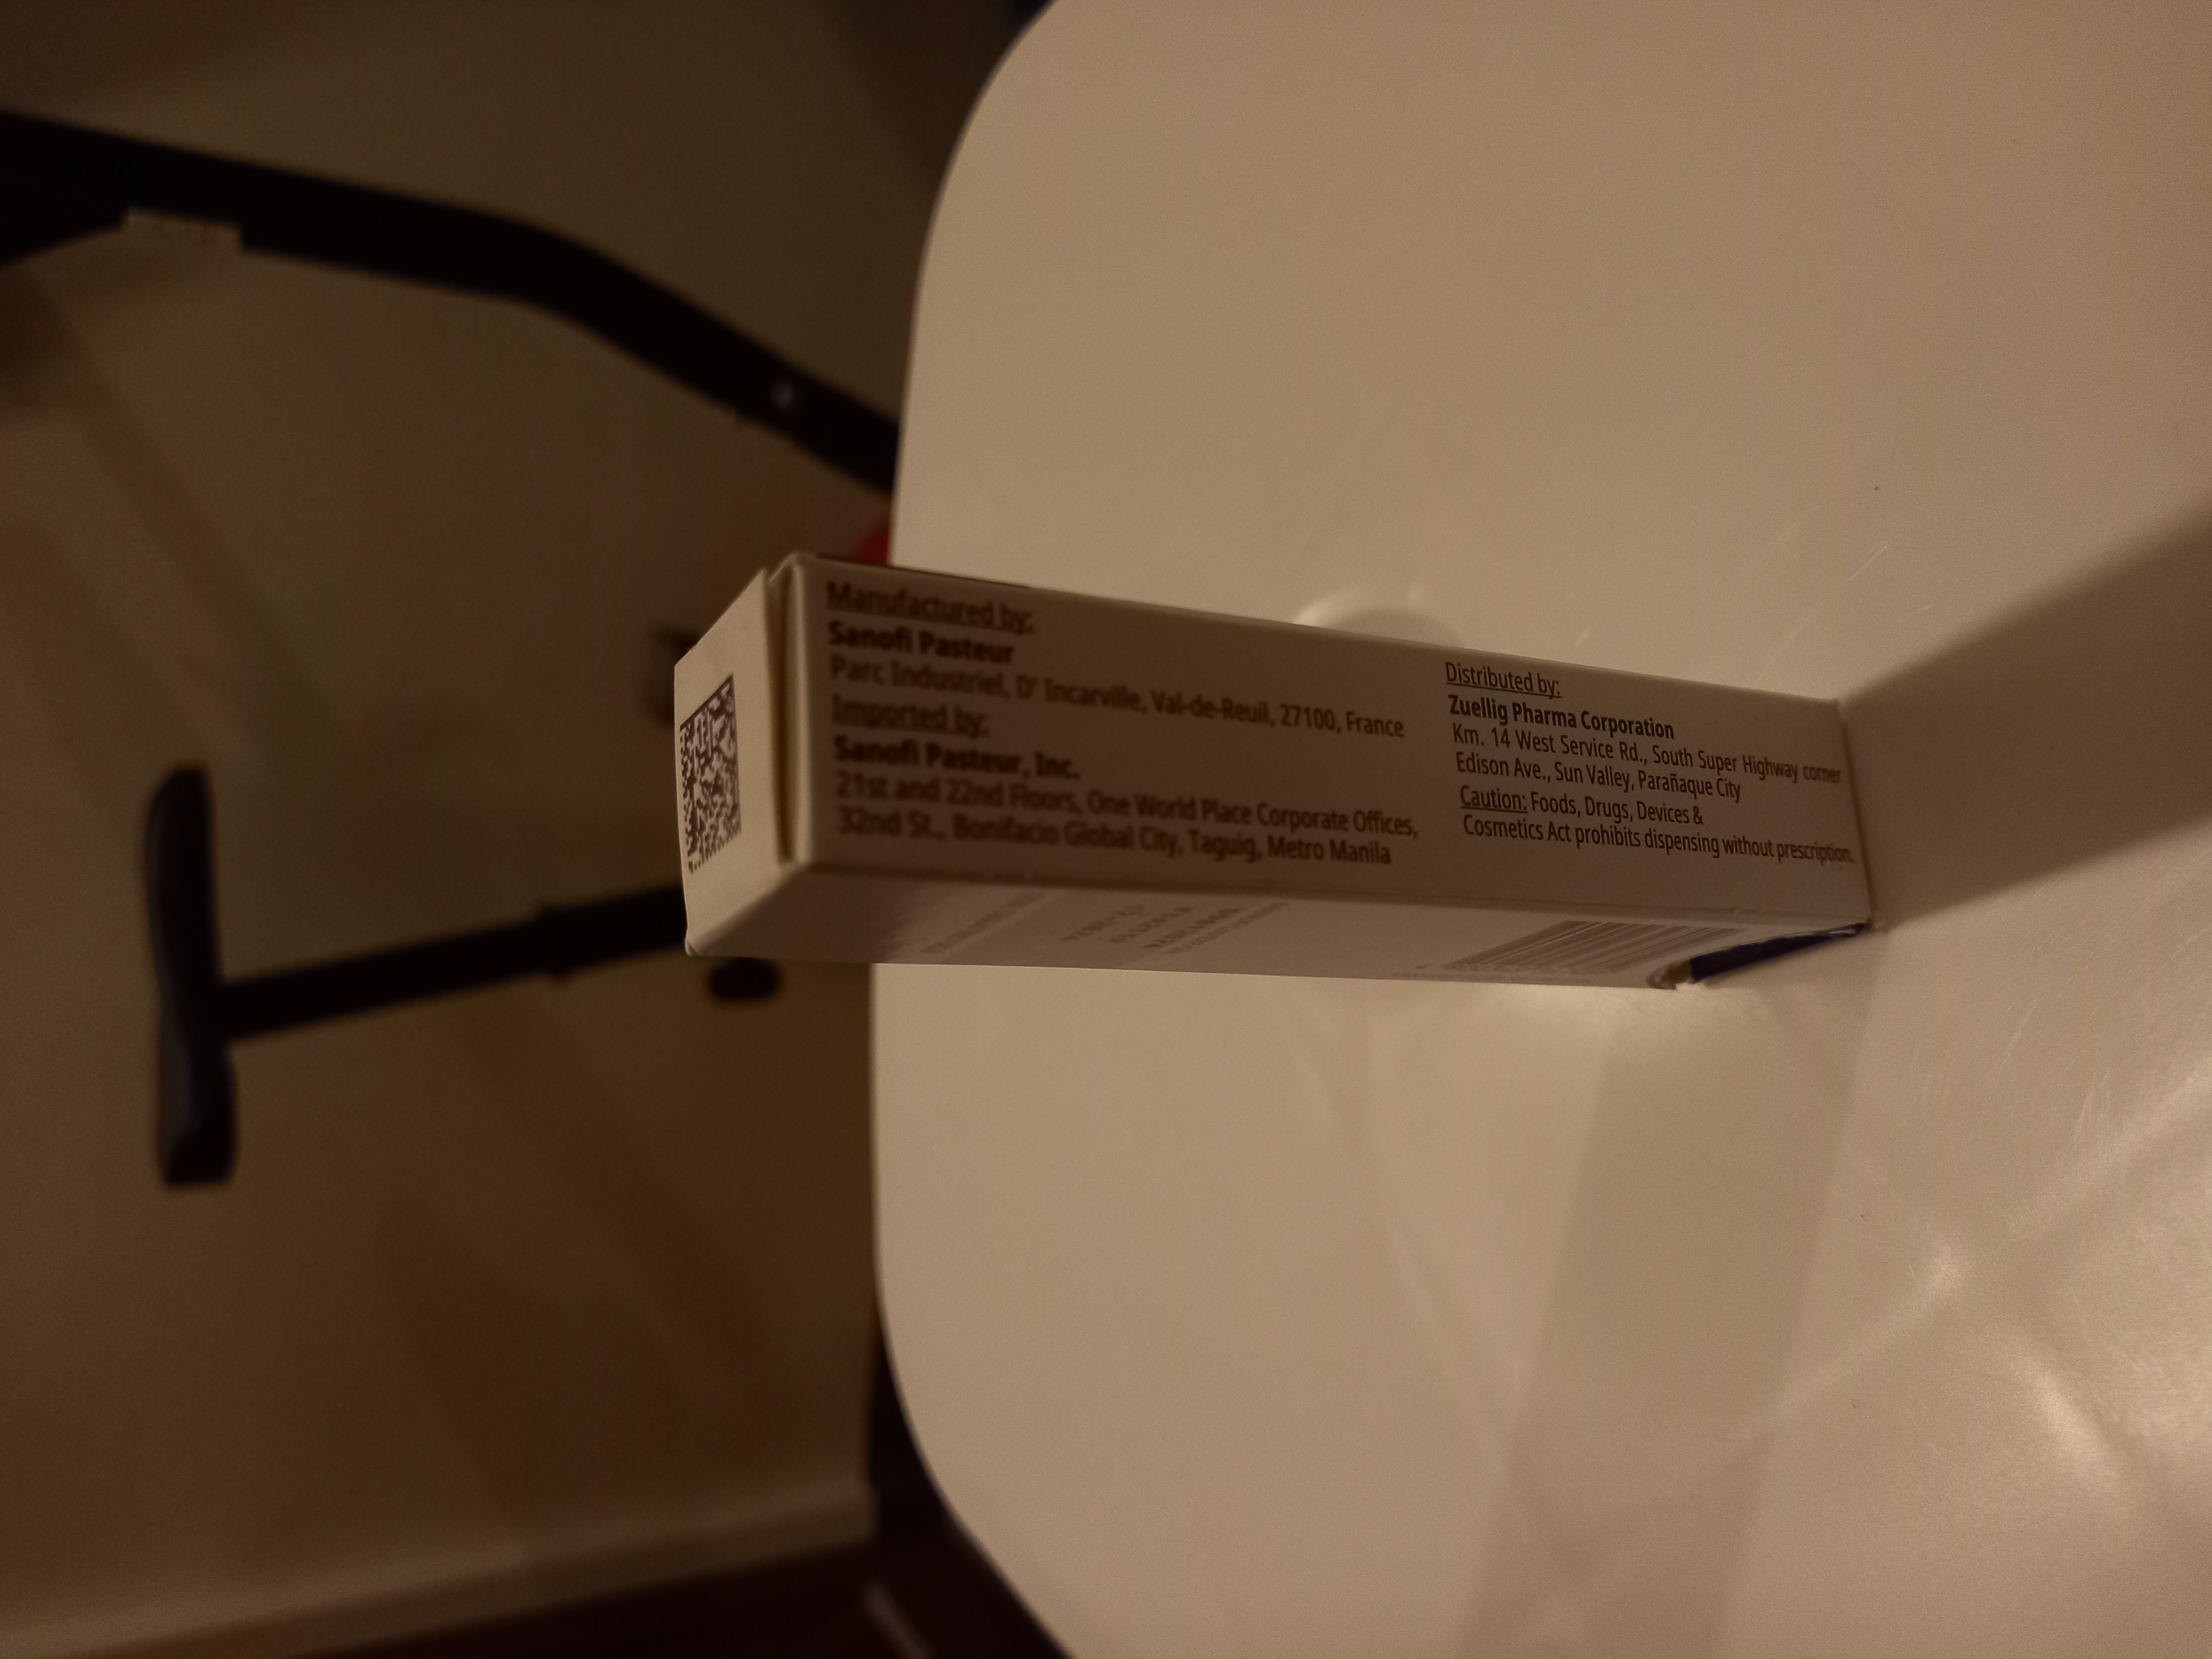 Manufactured by:
Sanofi Pasteur
Parc Industriel, D' Incarville, Val-de-Reuil, 27100, France
Imported by:
Sanofi Pasteur, Inc.
21st and 22nd Floors, One World Place Corporate Offices,
32nd St., Bonifacio Global City, Taguig, Metro Manila
Distributed by:
Zuellig Pharma Corporation
Km. 14 West Service Rd., South Super Highway corner
Edison Ave., Sun Valley, Parañaque City
Caution: Foods, Drugs, Devices &
Cosmetics Act prohibits dispensing without prescription.